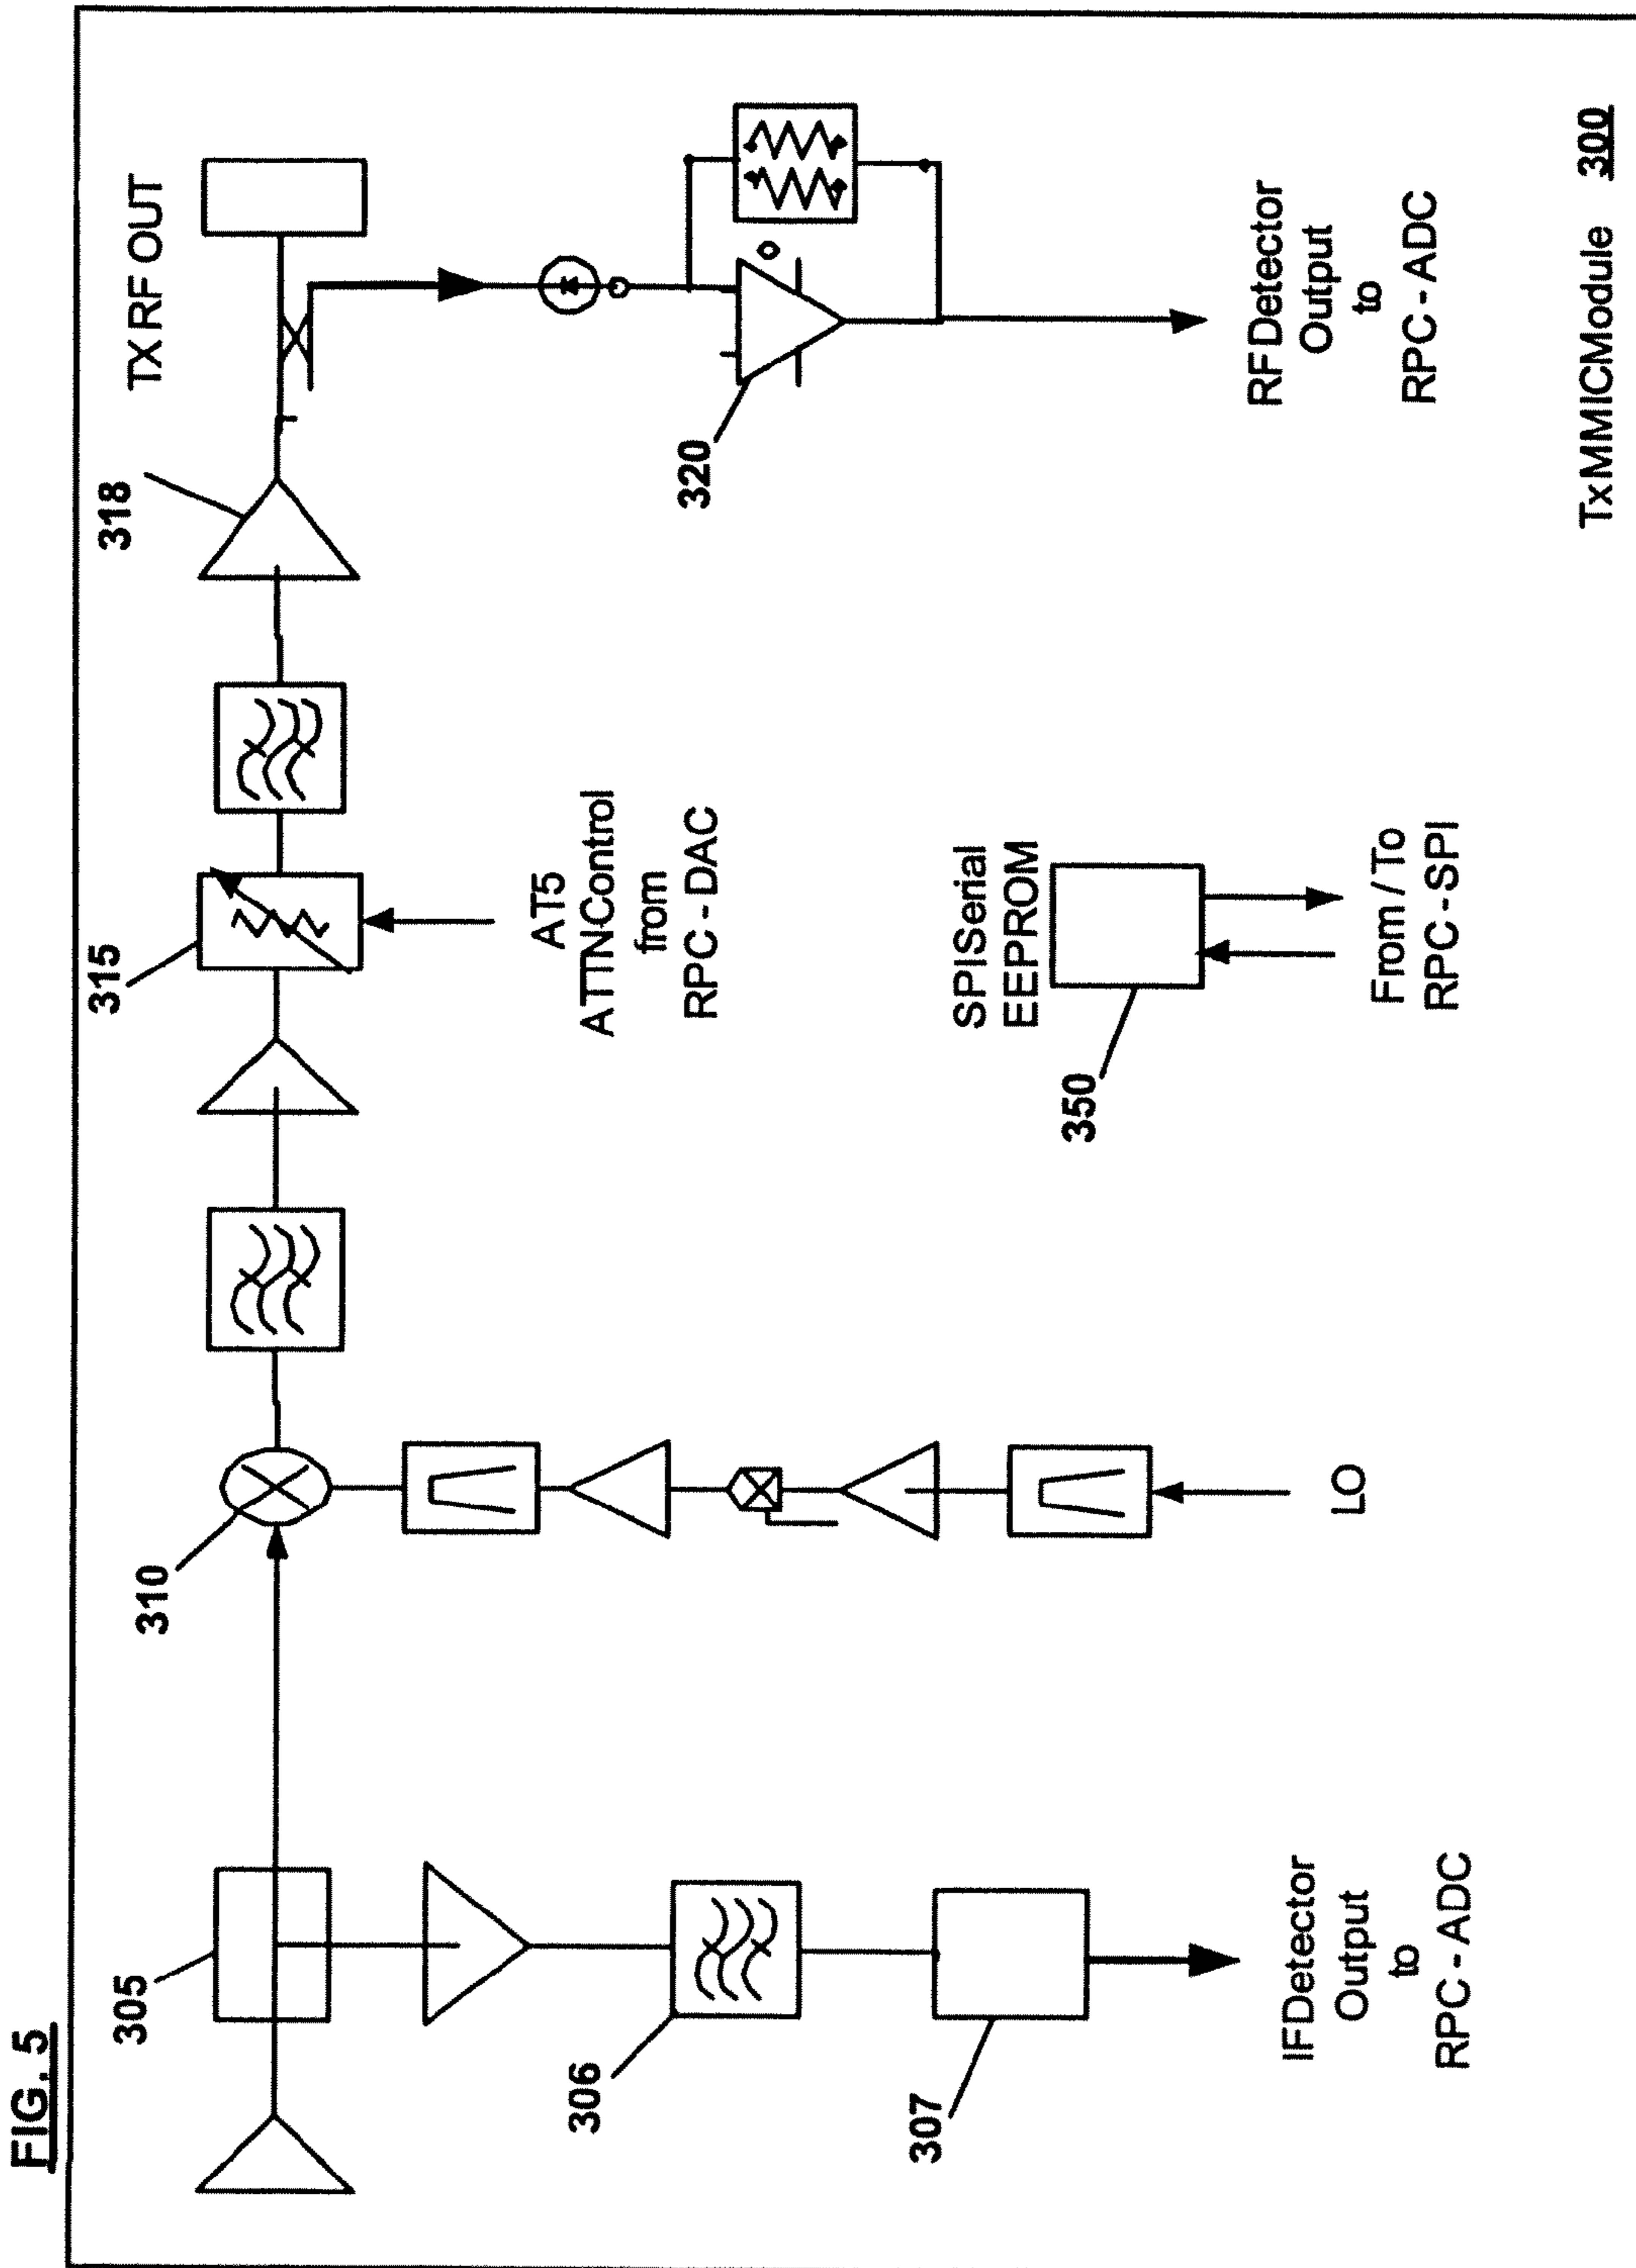 FIG. 5
305
306
307
IFDetector
Output
to
RPC - ADC
310
LO
315
AT5
ATTNControl
from
RPC - DAC
350
SPISerial
EEPROM
From / To
RPC - SPI
318
TX RF OUT
320
RFDetector
Output
to
RPC - ADC
TxMMICModule 300